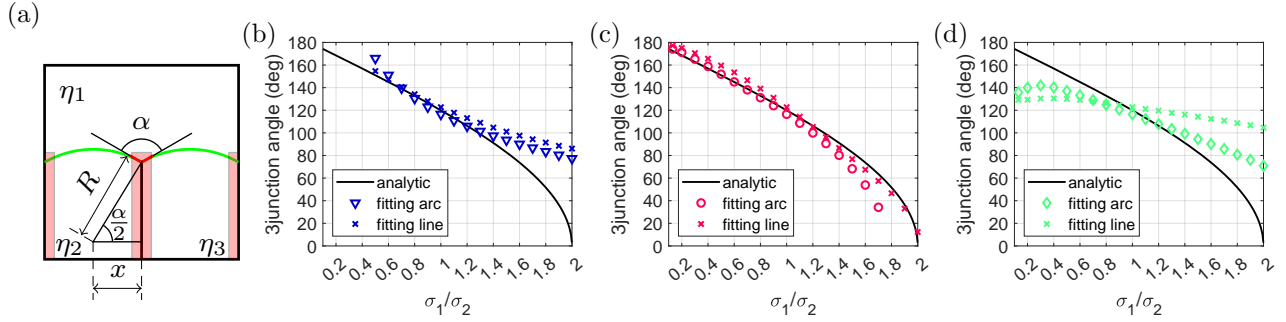 (a)
η1
α
R
α
2
η2
η3
x
(b)
3junction angle (deg)
180
160
140
120
100
80
60
40
20
0
analytic
fitting arc
fitting line
0.2
0.4
0.6
0.8
1
1.2
1.4
1.6
1.8
2
σ1/σ2
(c)
3junction angle (deg)
180
160
140
120
100
80
60
40
20
0
analytic
fitting arc
fitting line
0.2
0.4
0.6
0.8
1
1.2
1.4
1.6
1.8
2
σ1/σ2
(d)
3junction angle (deg)
180
160
140
120
100
80
60
40
20
0
analytic
fitting arc
fitting line
0.2
0.4
0.6
0.8
1
1.2
1.4
1.6
1.8
2
σ1/σ2